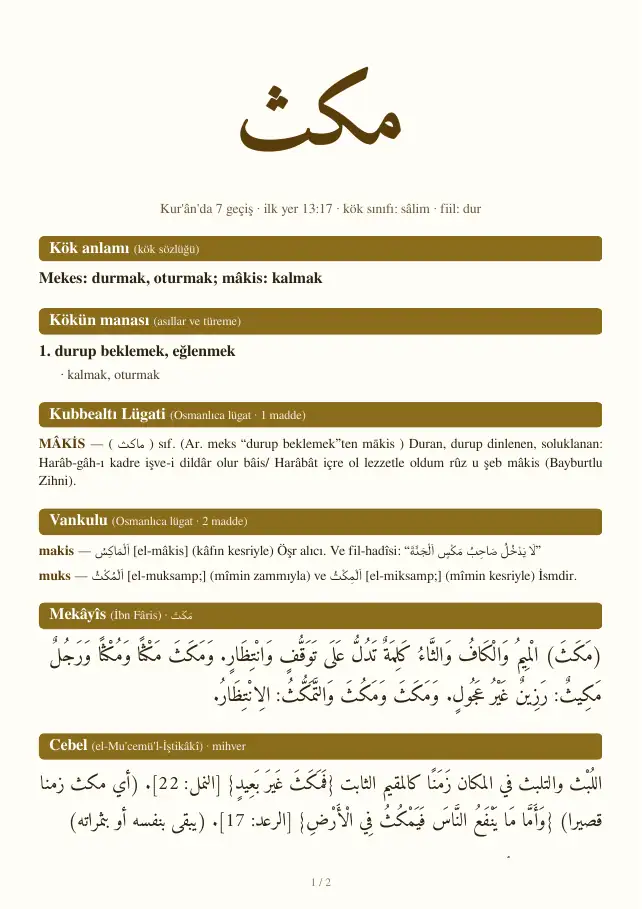 مكث
Kur'ân'da 7 geçiş · ilk yer 13:17 · kök sınıfı: sâlim · fiil: dur
Kök anlamı (kök sözlüğü)
Mekes: durmak, oturmak; mâkis: kalmak
Kökün manası (asıllar ve türeme)
1. durup beklemek, eğlenmek
· kalmak, oturmak
Kubbealtı Lügati (Osmanlıca lügat · 1 madde)
MÂKİS — ( ماكث ) sıf. (Ar. meks “durup beklemek”ten mākis ) Duran, durup dinlenen, soluklanan:
Harâb-gâh-ı kadre işve-i dildâr olur bâis/ Harâbât içre ol lezzetle oldum rûz u şeb mâkis (Bayburtlu
Zihni).
Vankulu (Osmanlıca lügat · 2 madde)
makis — اَلْمَاكِسُ [el-mâkis] (kâfın kesriyle) Öşr alıcı. Ve fil-hadîsi: “لَا يَدْخُلُ صَاحِبُ مَكْسٍ اَلْجَنَّةَ”
muks — اَلْمُكْثُ [el-muksamp;] (mîmin zammıyla) ve اَلْمِكْثُ [el-miksamp;] (mîmin kesriyle) İsmdir.
Mekâyîs (İbn Fâris) · مَكَثَ
(مَكَثَ) الْمِيمُ وَالْكَافُ وَالثَّاءُ كَلِمَةٌ تَدُلُّ عَلَى تَوَقُّفٍ وَانْتِظَارٍ. وَمَكَثَ مَكْثًا وَمُكْثًا وَرَجُلٌ
مَكِيثٌ: رَزِينٌ غَيْرُ عَجُولٍ. وَمَكَثَ وَمَكُثَ وَالتَّمَكُّثُ: الِانْتِظَارُ.
Cebel (el-Mu'cemü'l-İştikâkî) · mihver
اللُبْث والتلبث في المكان زَمَنًا كالمقيم الثابت {فَمَكَثَ غَيرَ بَعِيدٍ} [النمل: 22]. (أي مكث زمنا
قصيرا) {وَأَمَّا مَا يَنْفَعُ النَّاسَ فَيَمْكُثُ فِي الْأَرْضِ} [الرعد: 17]. (يبقى بنفسه أو بثمراته)
.
1 / 2